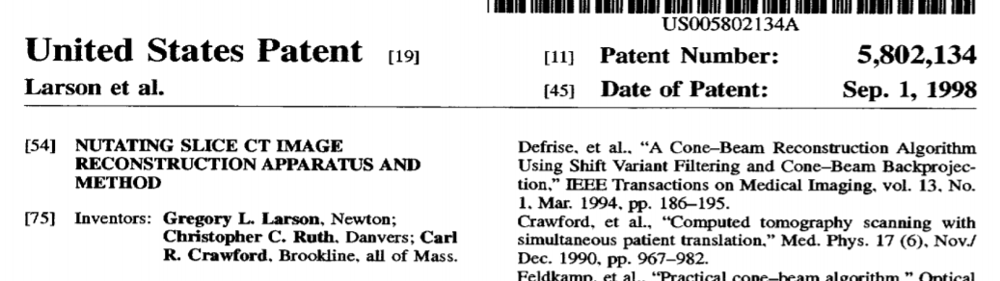 US005802134A
United States Patent [19]
Larson et al.
[11] Patent Number: 5,802,134
[45] Date of Patent: Sep. 1, 1998
[54] NUTATING SLICE CT IMAGE
RECONSTRUCTION APPARATUS AND
METHOD
[75] Inventors: Gregory L. Larson, Newton;
Christopher C. Ruth, Danvers; Carl
R. Crawford, Brookline, all of Mass.
Defrise, et al., “A Cone–Beam Reconstruction Algorithm
Using Shift Variant Filtering and Cone–Beam Backprojec-
tion,” IEEE Transactions on Medical Imaging, vol. 13, No.
1, Mar. 1994, pp. 186–195.
Crawford, et al., “Computed tomography scanning with
simultaneous patient translation,” Med. Phys. 17 (6), Nov./
Dec. 1990, pp. 967–982.
Feldkamp, et al., “Practical cone–beam algorithm,” Optical